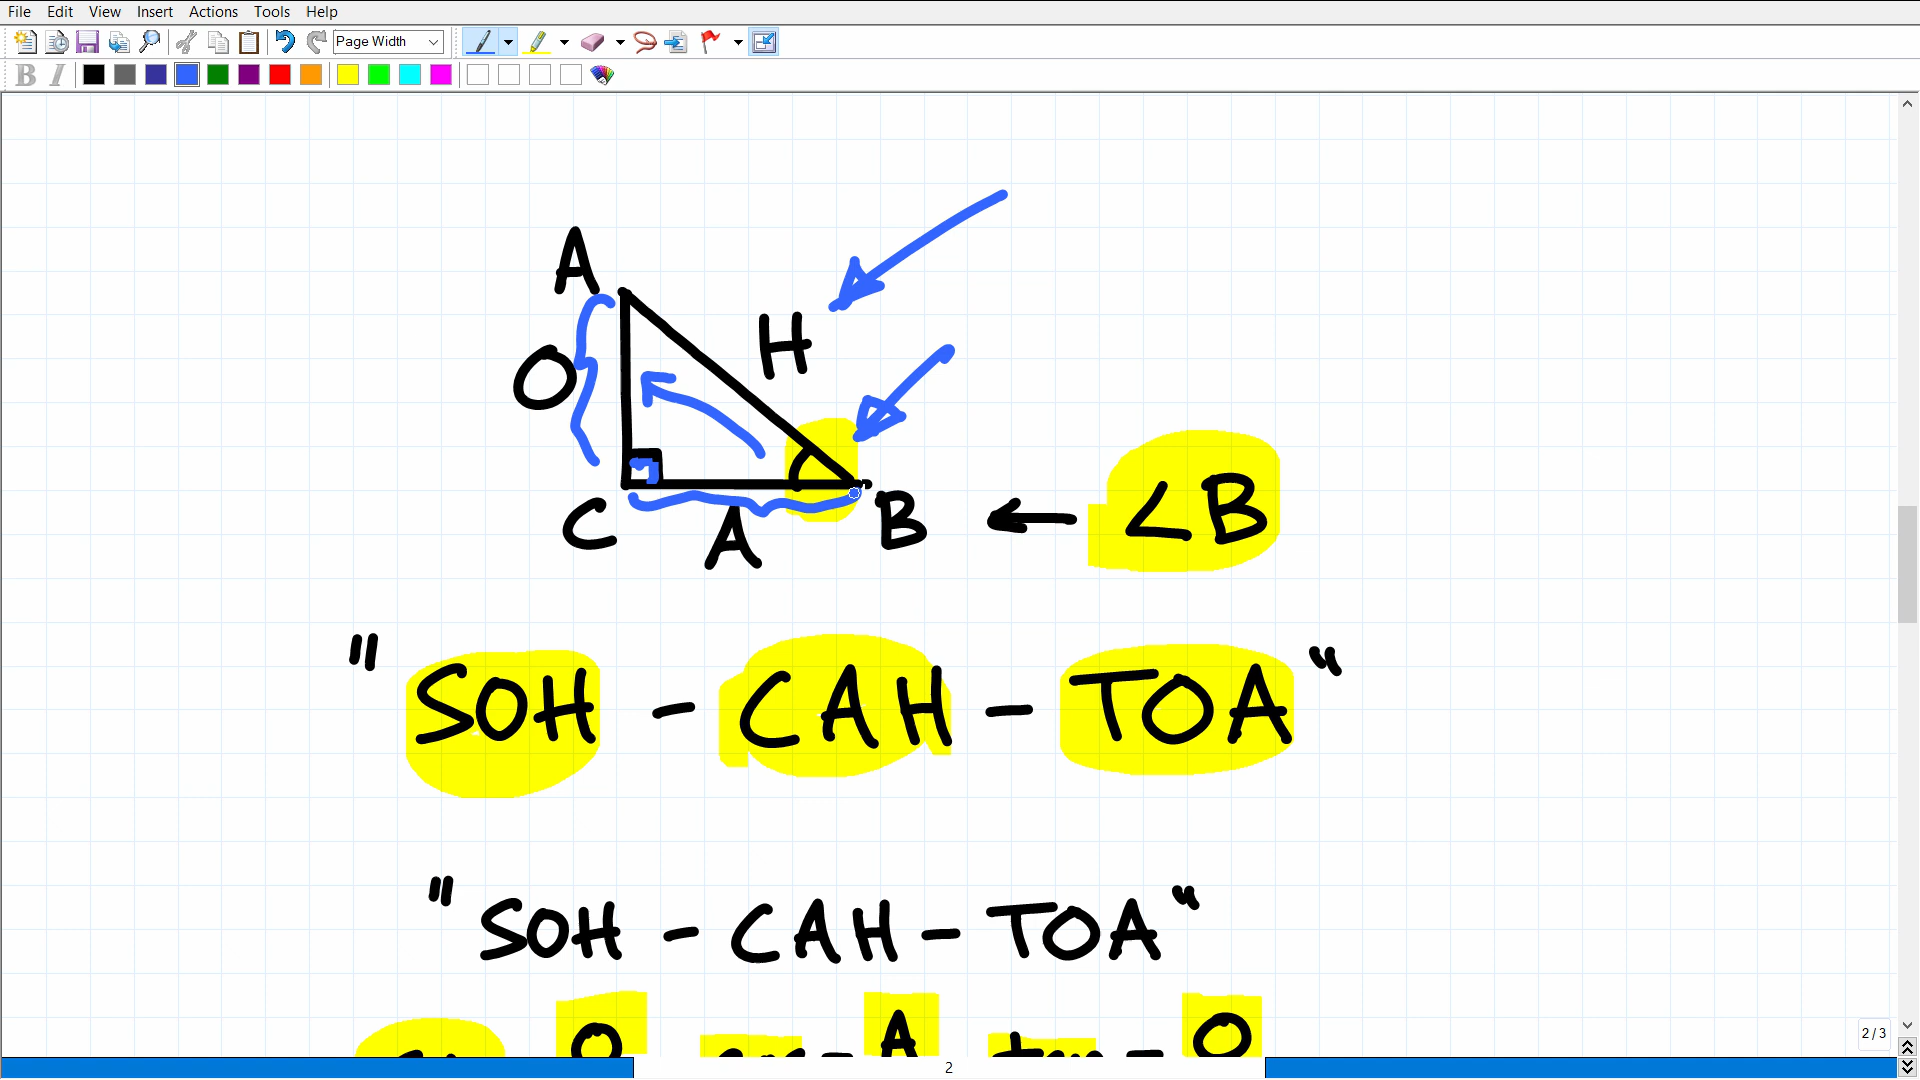 File Edit View Insert Actions Tools Help
Page Width
B I
A
O H
C A B ← ∠B
"SOH - CAH - TOA"
"SOH - CAH - TOA"
O A O
2/3
2